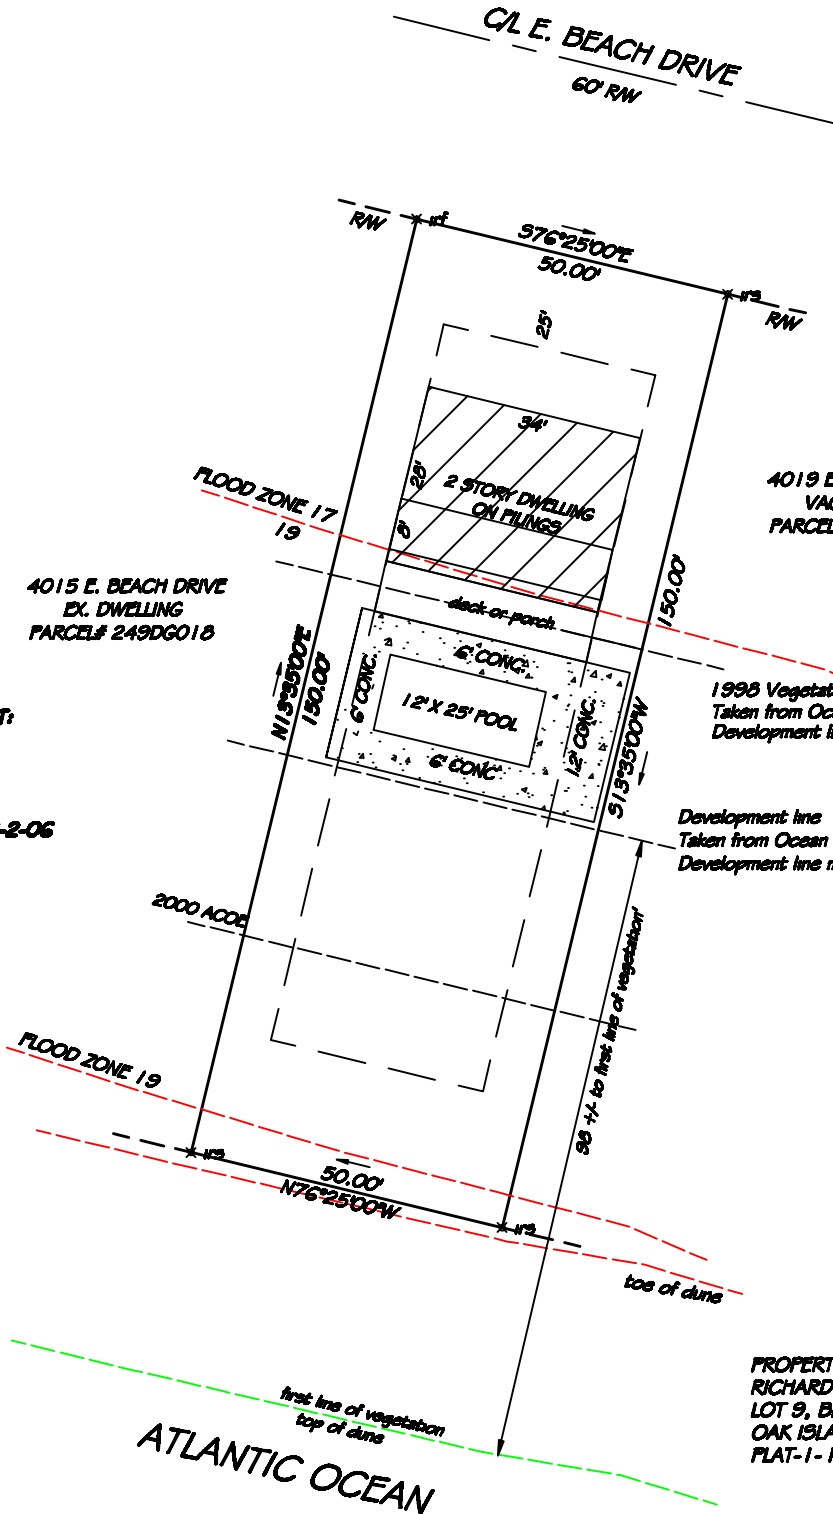 C/L E. BEACH DRIVE
60' R/W
R/W
irf
S76°25'00"E
50.00'
irs
R/W
25'
34'
28'
2 STORY DWELLING
ON PILINGS
8'
FLOOD ZONE 17
19
4019 E
VAC
PARCEL
4015 E. BEACH DRIVE
EX. DWELLING
PARCEL# 249DG018
deck or porch
150.00'
N13°35'00"E
150.00'
6' CONC.
6' CONC.
12' X 25' POOL
6' CONC
12' CONC.
S13°35'00"W
1998 Vegetat
Taken from Oc
Development li
T:
-2-06
Development line
Taken from Ocean
Development line m
2000 ACOE
98 +/- to first line of vegetation'
FLOOD ZONE 19
irs
50.00'
N76°25'00"W
irs
toe of dune
first line of vegetation
top of dune
ATLANTIC OCEAN
PROPERT
RICHARD
LOT 9, B
OAK ISLA
PLAT-1-1